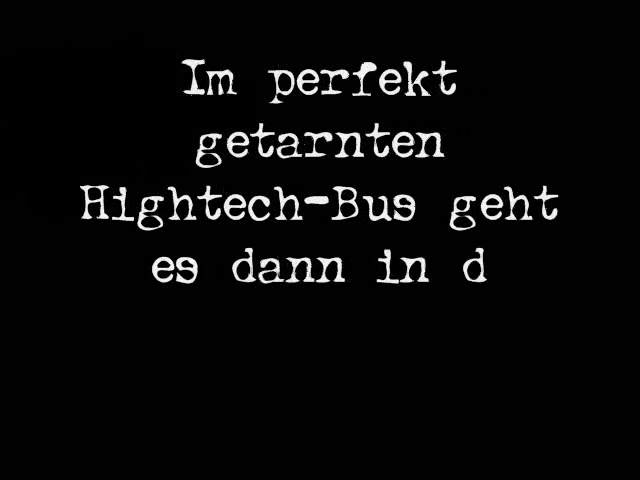 Im perfekt
getarnten
Hightech-Bus geht
es dann in d